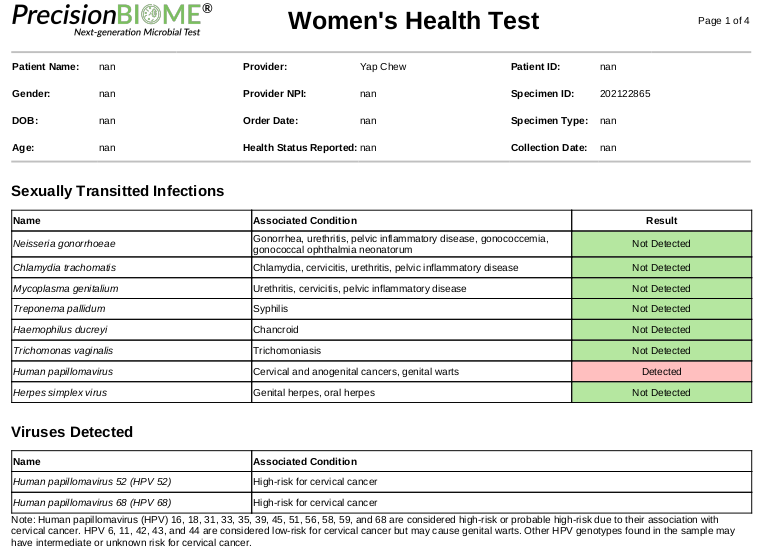 PrecisionBIOME®
Next-generation Microbial Test
Women's Health Test
Page 1 of 4
Patient Name: nan Provider: Yap Chew Patient ID: nan
Gender: nan Provider NPI: nan Specimen ID: 202122865
DOB: nan Order Date: nan Specimen Type: nan
Age: nan Health Status Reported: nan Collection Date: nan
Sexually Transitted Infections
Name Associated Condition Result
Neisseria gonorrhoeae Gonorrhea, urethritis, pelvic inflammatory disease, gonococcemia, Not Detected
gonococcal ophthalmia neonatorum
Chlamydia trachomatis Chlamydia, cervicitis, urethritis, pelvic inflammatory disease Not Detected
Mycoplasma genitalium Urethritis, cervicitis, pelvic inflammatory disease Not Detected
Treponema pallidum Syphilis Not Detected
Haemophilus ducreyi Chancroid Not Detected
Trichomonas vaginalis Trichomoniasis Not Detected
Human papillomavirus Cervical and anogenital cancers, genital warts Detected
Herpes simplex virus Genital herpes, oral herpes Not Detected
Viruses Detected
Name Associated Condition
Human papillomavirus 52 (HPV 52) High-risk for cervical cancer
Human papillomavirus 68 (HPV 68) High-risk for cervical cancer
Note: Human papillomavirus (HPV) 16, 18, 31, 33, 35, 39, 45, 51, 56, 58, 59, and 68 are considered high-risk or probable high-risk due to their association with
cervical cancer. HPV 6, 11, 42, 43, and 44 are considered low-risk for cervical cancer but may cause genital warts. Other HPV genotypes found in the sample may
have intermediate or unknown risk for cervical cancer.